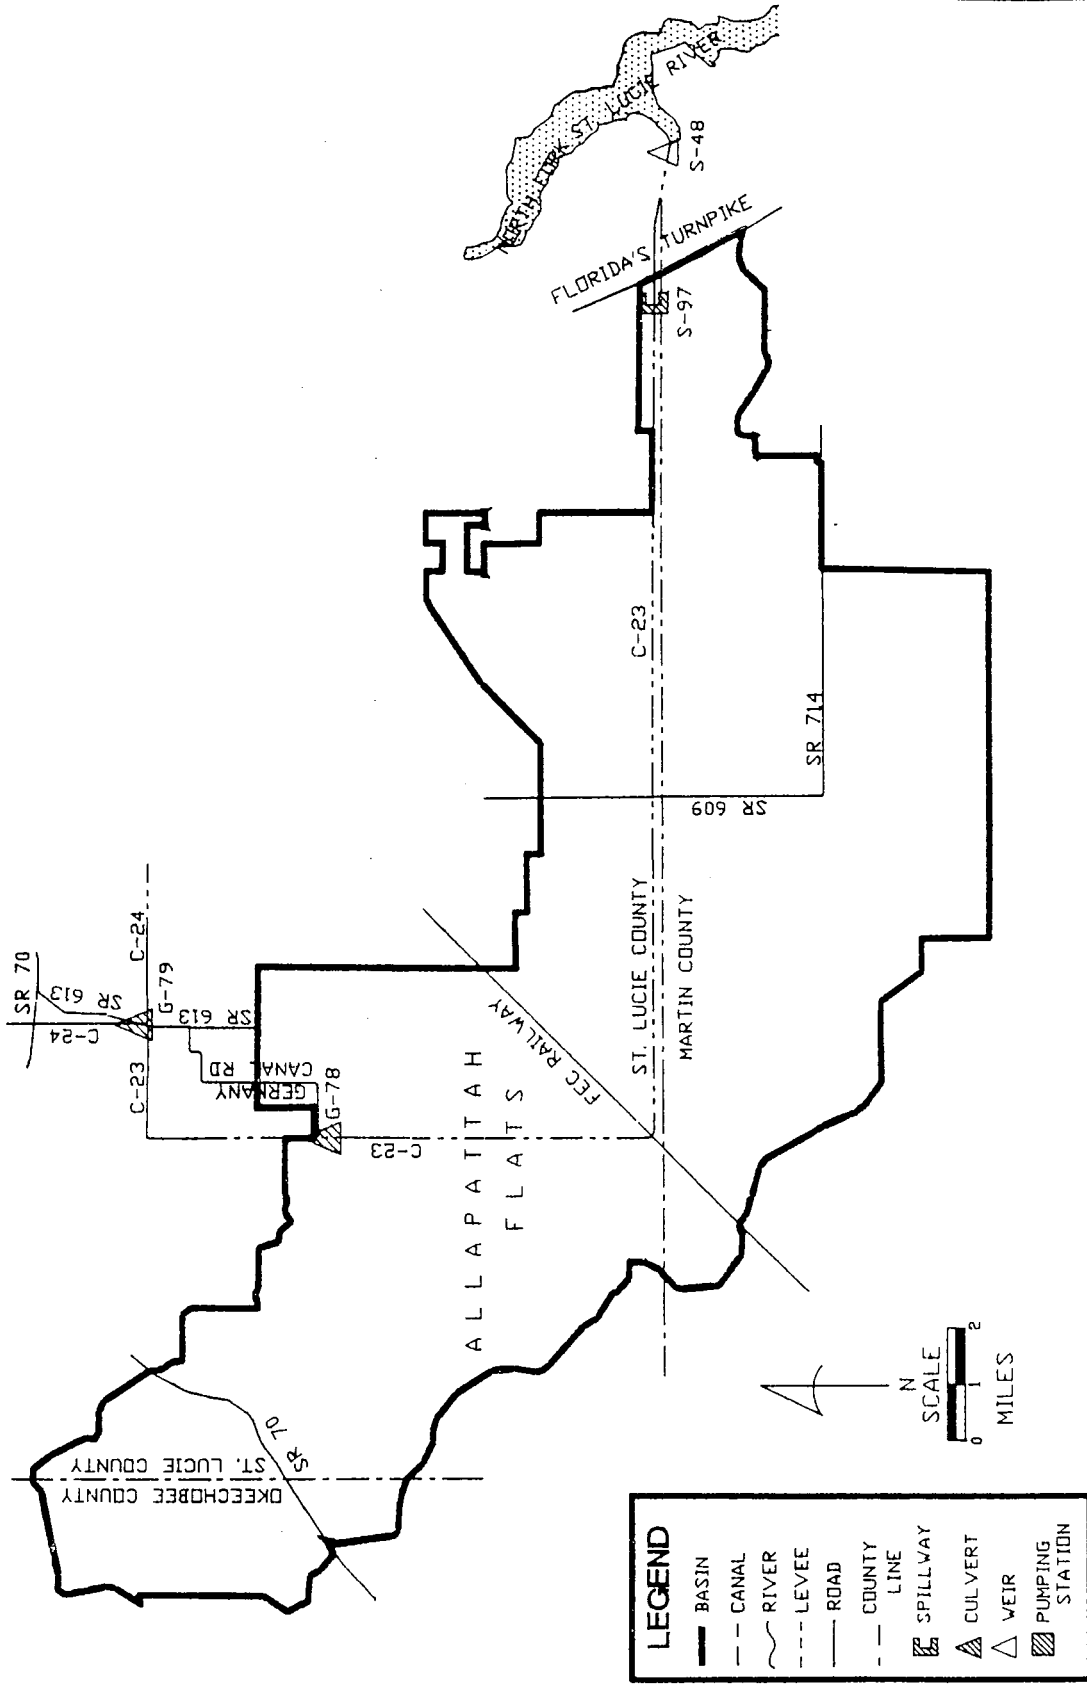 SR 70
SR 613
C-24
C-24
G-79
SR 613
C-23
GERMANY
CANAL RD
G-78
C-23
ALLAPATTAH
FLATS
OKEECHOBEE COUNTY
ST. LUCIE COUNTY
SR 70
FEC RAILWAY
ST. LUCIE COUNTY
MARTIN COUNTY
SR 609
SR 714
C-23
NORTH FORK ST. LUCIE RIVER
S-48
FLORIDA'S TURNPIKE
S-97
N
SCALE
0 1 2
MILES
LEGEND
BASIN
CANAL
RIVER
LEVEE
ROAD
COUNTY
LINE
SPILLWAY
CULVERT
WEIR
PUMPING
STATION